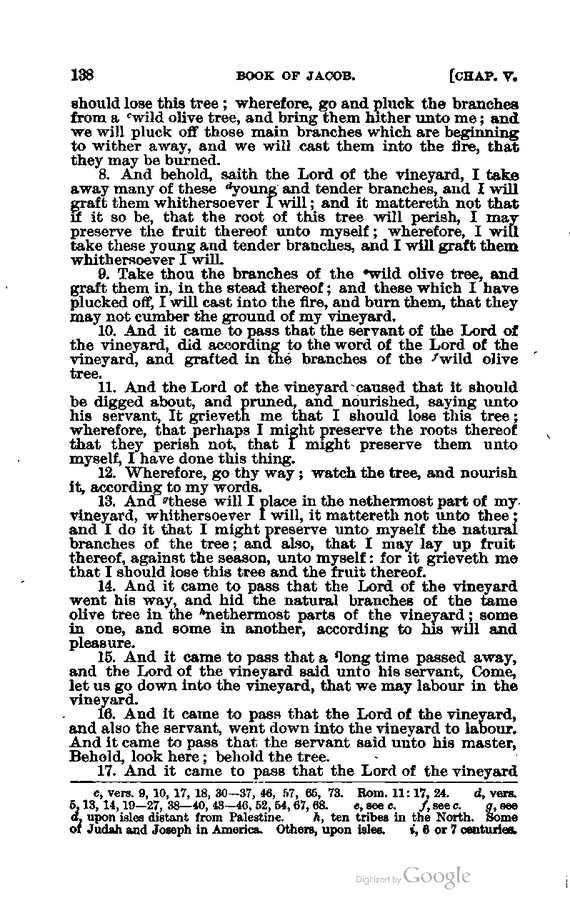 138 BOOK OF JACOB. [CHAP. V.
should lose this tree; wherefore, go and pluck the branches
from a ᶜwild olive tree, and bring them hither unto me; and
we will pluck off those main branches which are beginning
to wither away, and we will cast them into the fire, that
they may be burned.
8. And behold, saith the Lord of the vineyard, I take
away many of these ᵈyoung and tender branches, and I will
graft them whithersoever I will; and it mattereth not that
if it so be, that the root of this tree will perish, I may
preserve the fruit thereof unto myself; wherefore, I will
take these young and tender branches, and I will graft them
whithersoever I will.
9. Take thou the branches of the ᵉwild olive tree, and
graft them in, in the stead thereof; and these which I have
plucked off, I will cast into the fire, and burn them, that they
may not cumber the ground of my vineyard.
10. And it came to pass that the servant of the Lord of
the vineyard, did according to the word of the Lord of the
vineyard, and grafted in the branches of the ᶠwild olive
tree.
11. And the Lord of the vineyard caused that it should
be digged about, and pruned, and nourished, saying unto
his servant, It grieveth me that I should lose this tree;
wherefore, that perhaps I might preserve the roots thereof
that they perish not, that I might preserve them unto
myself, I have done this thing.
12. Wherefore, go thy way; watch the tree, and nourish
it, according to my words.
13. And ᵍthese will I place in the nethermost part of my
vineyard, whithersoever I will, it mattereth not unto thee;
and I do it that I might preserve unto myself the natural
branches of the tree; and also, that I may lay up fruit
thereof, against the season, unto myself: for it grieveth me
that I should lose this tree and the fruit thereof.
14. And it came to pass that the Lord of the vineyard
went his way, and hid the natural branches of the tame
olive tree in the ʰnethermost parts of the vineyard; some
in one, and some in another, according to his will and
pleasure.
15. And it came to pass that a ⁱlong time passed away,
and the Lord of the vineyard said unto his servant, Come,
let us go down into the vineyard, that we may labour in the
vineyard.
16. And it came to pass that the Lord of the vineyard,
and also the servant, went down into the vineyard to labour.
And it came to pass that the servant said unto his master,
Behold, look here; behold the tree.
17. And it came to pass that the Lord of the vineyard
c, vers. 9, 10, 17, 18, 30—37, 46, 57, 65, 73. Rom. 11: 17, 24. d, vers.
5, 13, 14, 19—27, 38—40, 43—46, 52, 54, 67, 68. e, see c. f, see c. g, see
d, upon isles distant from Palestine. h, ten tribes in the North. Some
of Judah and Joseph in America. Others, upon isles. i, 6 or 7 centuries.
Digitized by Google